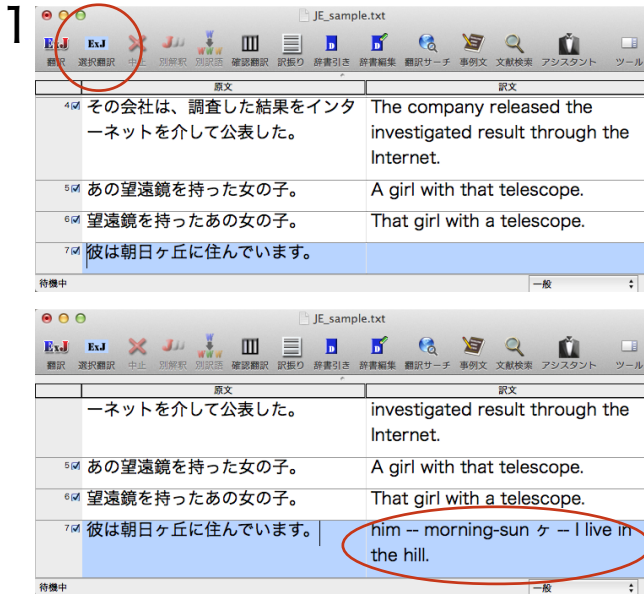 1
JE_sample.txt
ExJ ExJ
翻訳 選択翻訳 中止 別解釈 別訳語 確認翻訳 訳振り 辞書引き 辞書編集 翻訳サーチ 事例文 文献検索 アシスタント ツール
原文 訳文
4 その会社は、調査した結果をインタ The company released the
ーネットを介して公表した。 investigated result through the
Internet.
5 あの望遠鏡を持った女の子。 A girl with that telescope.
6 望遠鏡を持ったあの女の子。 That girl with a telescope.
7 彼は朝日ヶ丘に住んでいます。
待機中 一般
JE_sample.txt
ExJ ExJ
翻訳 選択翻訳 中止 別解釈 別訳語 確認翻訳 訳振り 辞書引き 辞書編集 翻訳サーチ 事例文 文献検索 アシスタント ツール
原文 訳文
ーネットを介して公表した。 investigated result through the
Internet.
5 あの望遠鏡を持った女の子。 A girl with that telescope.
6 望遠鏡を持ったあの女の子。 That girl with a telescope.
7 彼は朝日ヶ丘に住んでいます。 him -- morning-sun ヶ -- I live in
the hill.
待機中 一般